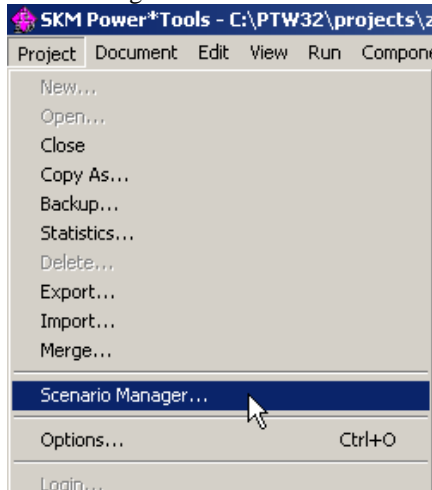 SKM Power*Tools - C:\PTW32\projects\z
Project Document Edit View Run Compone
New...
Open...
Close
Copy As...
Backup...
Statistics...
Delete...
Export...
Import...
Merge...
Scenario Manager...
Options... Ctrl+O
Login...